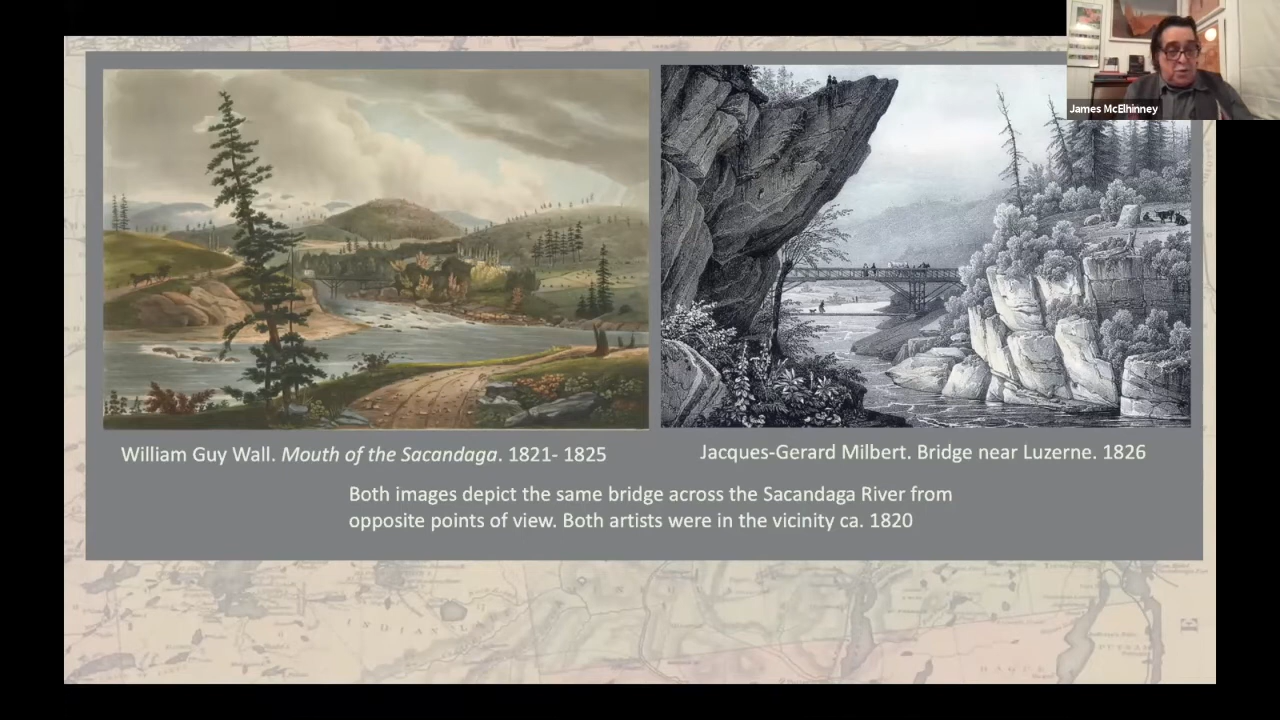 James McElhinney
William Guy Wall. Mouth of the Sacandaga. 1821- 1825
Jacques-Gerard Milbert. Bridge near Luzerne. 1826
Both images depict the same bridge across the Sacandaga River from
opposite points of view. Both artists were in the vicinity ca. 1820
INDIAN